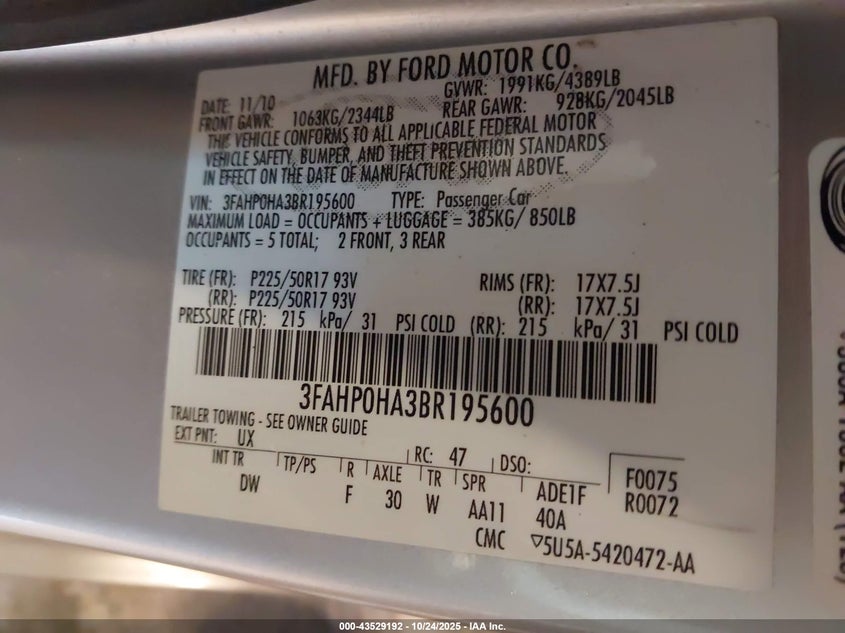 MFD. BY FORD MOTOR CO.
DATE: 11/10 GVWR: 1991KG/4389LB
FRONT GAWR: 1063KG/2344LB REAR GAWR: 928KG/2045LB
THIS VEHICLE CONFORMS TO ALL APPLICABLE FEDERAL MOTOR
VEHICLE SAFETY, BUMPER, AND THEFT PREVENTION STANDARDS
IN EFFECT ON THE DATE OF MANUFACTURE SHOWN ABOVE.
VIN: 3FAHP0HA3BR195600 TYPE: Passenger Car
MAXIMUM LOAD = OCCUPANTS + LUGGAGE = 385KG/ 850LB
OCCUPANTS = 5 TOTAL; 2 FRONT, 3 REAR
TIRE (FR): P225/50R17 93V RIMS (FR): 17X7.5J
(RR): P225/50R17 93V (RR): 17X7.5J
PRESSURE (FR): 215 kPa/ 31 PSI COLD (RR): 215 kPa/ 31 PSI COLD
3FAHP0HA3BR195600
TRAILER TOWING - SEE OWNER GUIDE
EXT PNT: UX RC: 47 DSO:
INT TR TP/PS R AXLE TR SPR ADE1F F0075
DW F 30 W AA11 40A R0072
CMC ▽5U5A-5420472-AA
000-43529192 - 10/24/2025 - IAA Inc.